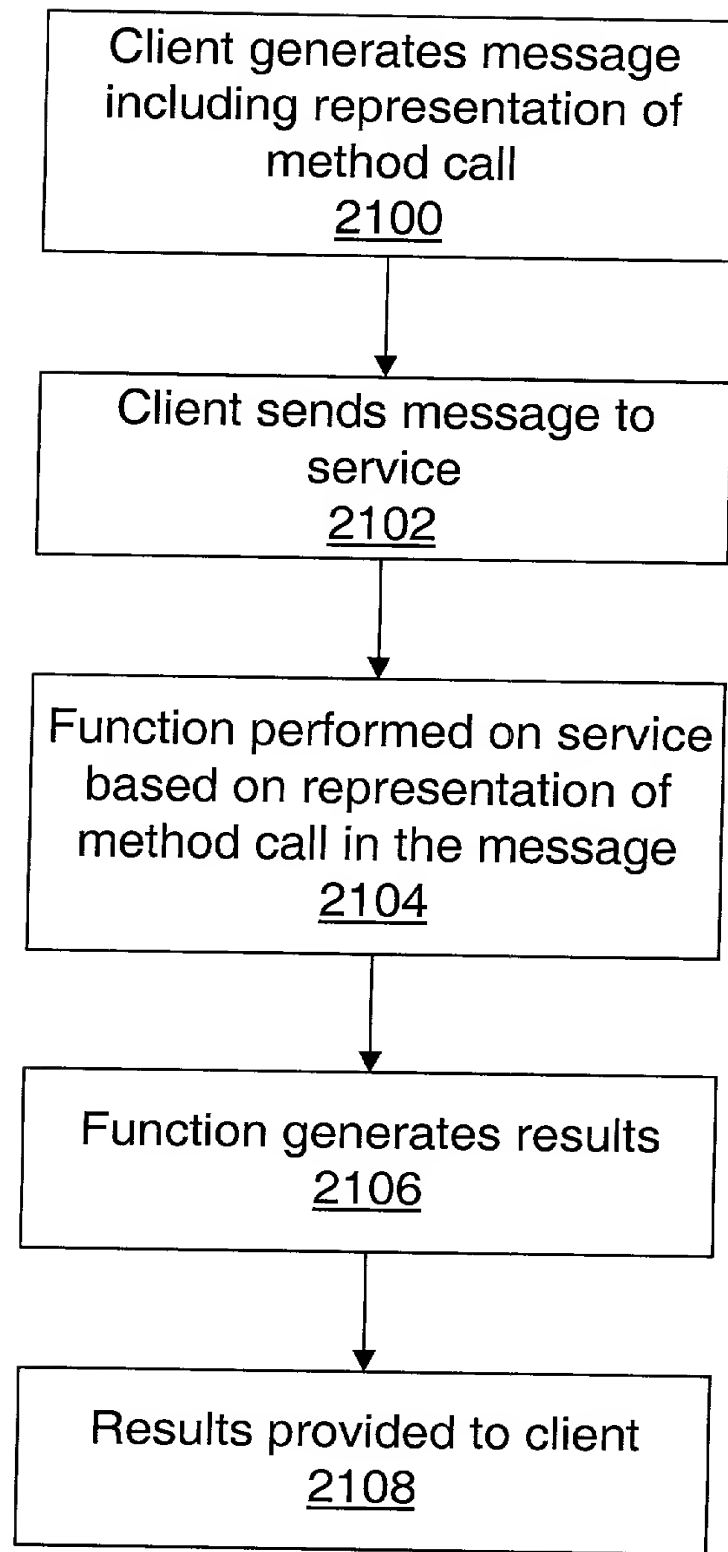 Client generates message
including representation of
method call
2100
Client sends message to
service
2102
Function performed on service
based on representation of
method call in the message
2104
Function generates results
2106
Results provided to client
2108